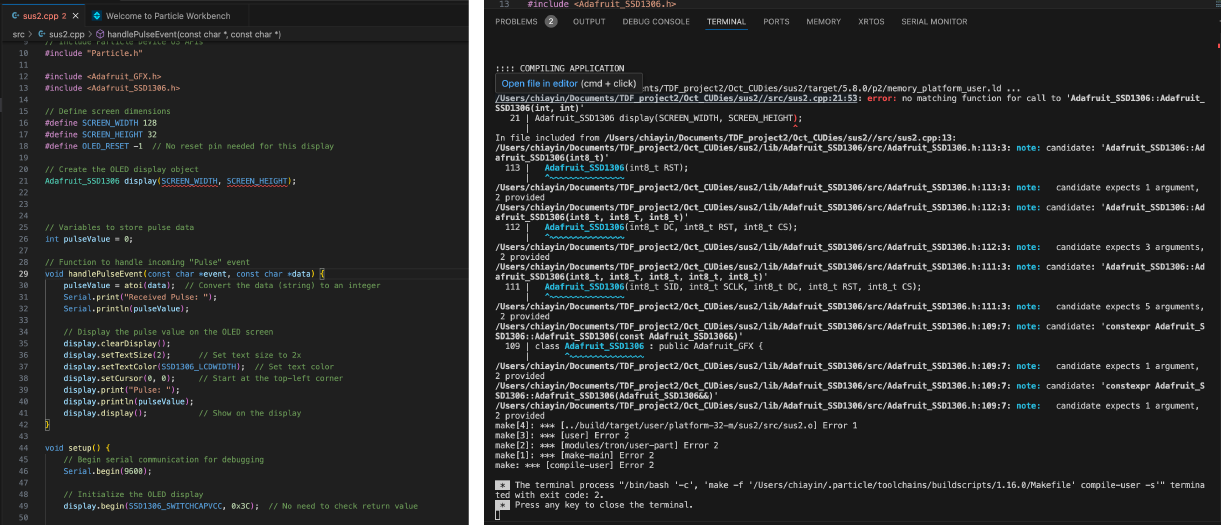 sus2.cpp 2 ×
Welcome to Particle Workbench
src > sus2.cpp > handlePulseEvent(const char *, const char *)
9 // Include Particle Device OS APIs
10 #include "Particle.h"
11
12 #include <Adafruit_GFX.h>
13 #include <Adafruit_SSD1306.h>
14
15 // Define screen dimensions
16 #define SCREEN_WIDTH 128
17 #define SCREEN_HEIGHT 32
18 #define OLED_RESET -1 // No reset pin needed for this display
19
20 // Create the OLED display object
21 Adafruit_SSD1306 display(SCREEN_WIDTH, SCREEN_HEIGHT);
22
23
24
25 // Variables to store pulse data
26 int pulseValue = 0;
27
28 // Function to handle incoming "Pulse" event
29 void handlePulseEvent(const char *event, const char *data) {
30 pulseValue = atoi(data); // Convert the data (string) to an integer
31 Serial.print("Received Pulse: ");
32 Serial.println(pulseValue);
33
34 // Display the pulse value on the OLED screen
35 display.clearDisplay();
36 display.setTextSize(2); // Set text size to 2x
37 display.setTextColor(SSD1306_LCDWIDTH); // Set text color
38 display.setCursor(0, 0); // Start at the top-left corner
39 display.print("Pulse: ");
40 display.println(pulseValue);
41 display.display(); // Show on the display
42 }
43
44 void setup() {
45 // Begin serial communication for debugging
46 Serial.begin(9600);
47
48 // Initialize the OLED display
49 display.begin(SSD1306_SWITCHCAPVCC, 0x3C); // No need to check return value
50
13 #include <Adafruit_SSD1306.h>
PROBLEMS 2 OUTPUT DEBUG CONSOLE TERMINAL PORTS MEMORY XRTOS SERIAL MONITOR
:::: COMPILING APPLICATION
Open file in editor (cmd + click)
nts/TDF_project2/Oct_CUDies/sus2/target/5.8.0/p2/memory_platform_user.ld ...
/Users/chiayin/Documents/TDF_project2/Oct_CUDies/sus2//src/sus2.cpp:21:53: error: no matching function for call to 'Adafruit_SSD1306::Adafruit_
SSD1306(int, int)'
21 | Adafruit_SSD1306 display(SCREEN_WIDTH, SCREEN_HEIGHT);
| ^
In file included from /Users/chiayin/Documents/TDF_project2/Oct_CUDies/sus2//src/sus2.cpp:13:
/Users/chiayin/Documents/TDF_project2/Oct_CUDies/sus2/lib/Adafruit_SSD1306/src/Adafruit_SSD1306.h:113:3: note: candidate: 'Adafruit_SSD1306::Ad
afruit_SSD1306(int8_t)'
113 | Adafruit_SSD1306(int8_t RST);
| ^~~~~~~~~~~~~~~~
/Users/chiayin/Documents/TDF_project2/Oct_CUDies/sus2/lib/Adafruit_SSD1306/src/Adafruit_SSD1306.h:113:3: note: candidate expects 1 argument,
2 provided
/Users/chiayin/Documents/TDF_project2/Oct_CUDies/sus2/lib/Adafruit_SSD1306/src/Adafruit_SSD1306.h:112:3: note: candidate: 'Adafruit_SSD1306::Ad
afruit_SSD1306(int8_t, int8_t, int8_t)'
112 | Adafruit_SSD1306(int8_t DC, int8_t RST, int8_t CS);
| ^~~~~~~~~~~~~~~~
/Users/chiayin/Documents/TDF_project2/Oct_CUDies/sus2/lib/Adafruit_SSD1306/src/Adafruit_SSD1306.h:112:3: note: candidate expects 3 arguments,
2 provided
/Users/chiayin/Documents/TDF_project2/Oct_CUDies/sus2/lib/Adafruit_SSD1306/src/Adafruit_SSD1306.h:111:3: note: candidate: 'Adafruit_SSD1306::Ad
afruit_SSD1306(int8_t, int8_t, int8_t, int8_t, int8_t)'
111 | Adafruit_SSD1306(int8_t SID, int8_t SCLK, int8_t DC, int8_t RST, int8_t CS);
| ^~~~~~~~~~~~~~~~
/Users/chiayin/Documents/TDF_project2/Oct_CUDies/sus2/lib/Adafruit_SSD1306/src/Adafruit_SSD1306.h:111:3: note: candidate expects 5 arguments,
2 provided
/Users/chiayin/Documents/TDF_project2/Oct_CUDies/sus2/lib/Adafruit_SSD1306/src/Adafruit_SSD1306.h:109:7: note: candidate: 'constexpr Adafruit_S
SD1306::Adafruit_SSD1306(const Adafruit_SSD1306&)'
109 | class Adafruit_SSD1306 : public Adafruit_GFX {
| ^~~~~~~~~~~~~~~~
/Users/chiayin/Documents/TDF_project2/Oct_CUDies/sus2/lib/Adafruit_SSD1306/src/Adafruit_SSD1306.h:109:7: note: candidate expects 1 argument,
2 provided
/Users/chiayin/Documents/TDF_project2/Oct_CUDies/sus2/lib/Adafruit_SSD1306/src/Adafruit_SSD1306.h:109:7: note: candidate: 'constexpr Adafruit_S
SD1306::Adafruit_SSD1306(Adafruit_SSD1306&&)'
/Users/chiayin/Documents/TDF_project2/Oct_CUDies/sus2/lib/Adafruit_SSD1306/src/Adafruit_SSD1306.h:109:7: note: candidate expects 1 argument,
2 provided
make[4]: *** [../build/target/user/platform-32-m/sus2/src/sus2.o] Error 1
make[3]: *** [user] Error 2
make[2]: *** [modules/tron/user-part] Error 2
make[1]: *** [make-main] Error 2
make: *** [compile-user] Error 2
* The terminal process "/bin/bash '-c', 'make -f '/Users/chiayin/.particle/toolchains/buildscripts/1.16.0/Makefile' compile-user -s'" termina
ted with exit code: 2.
* Press any key to close the terminal.